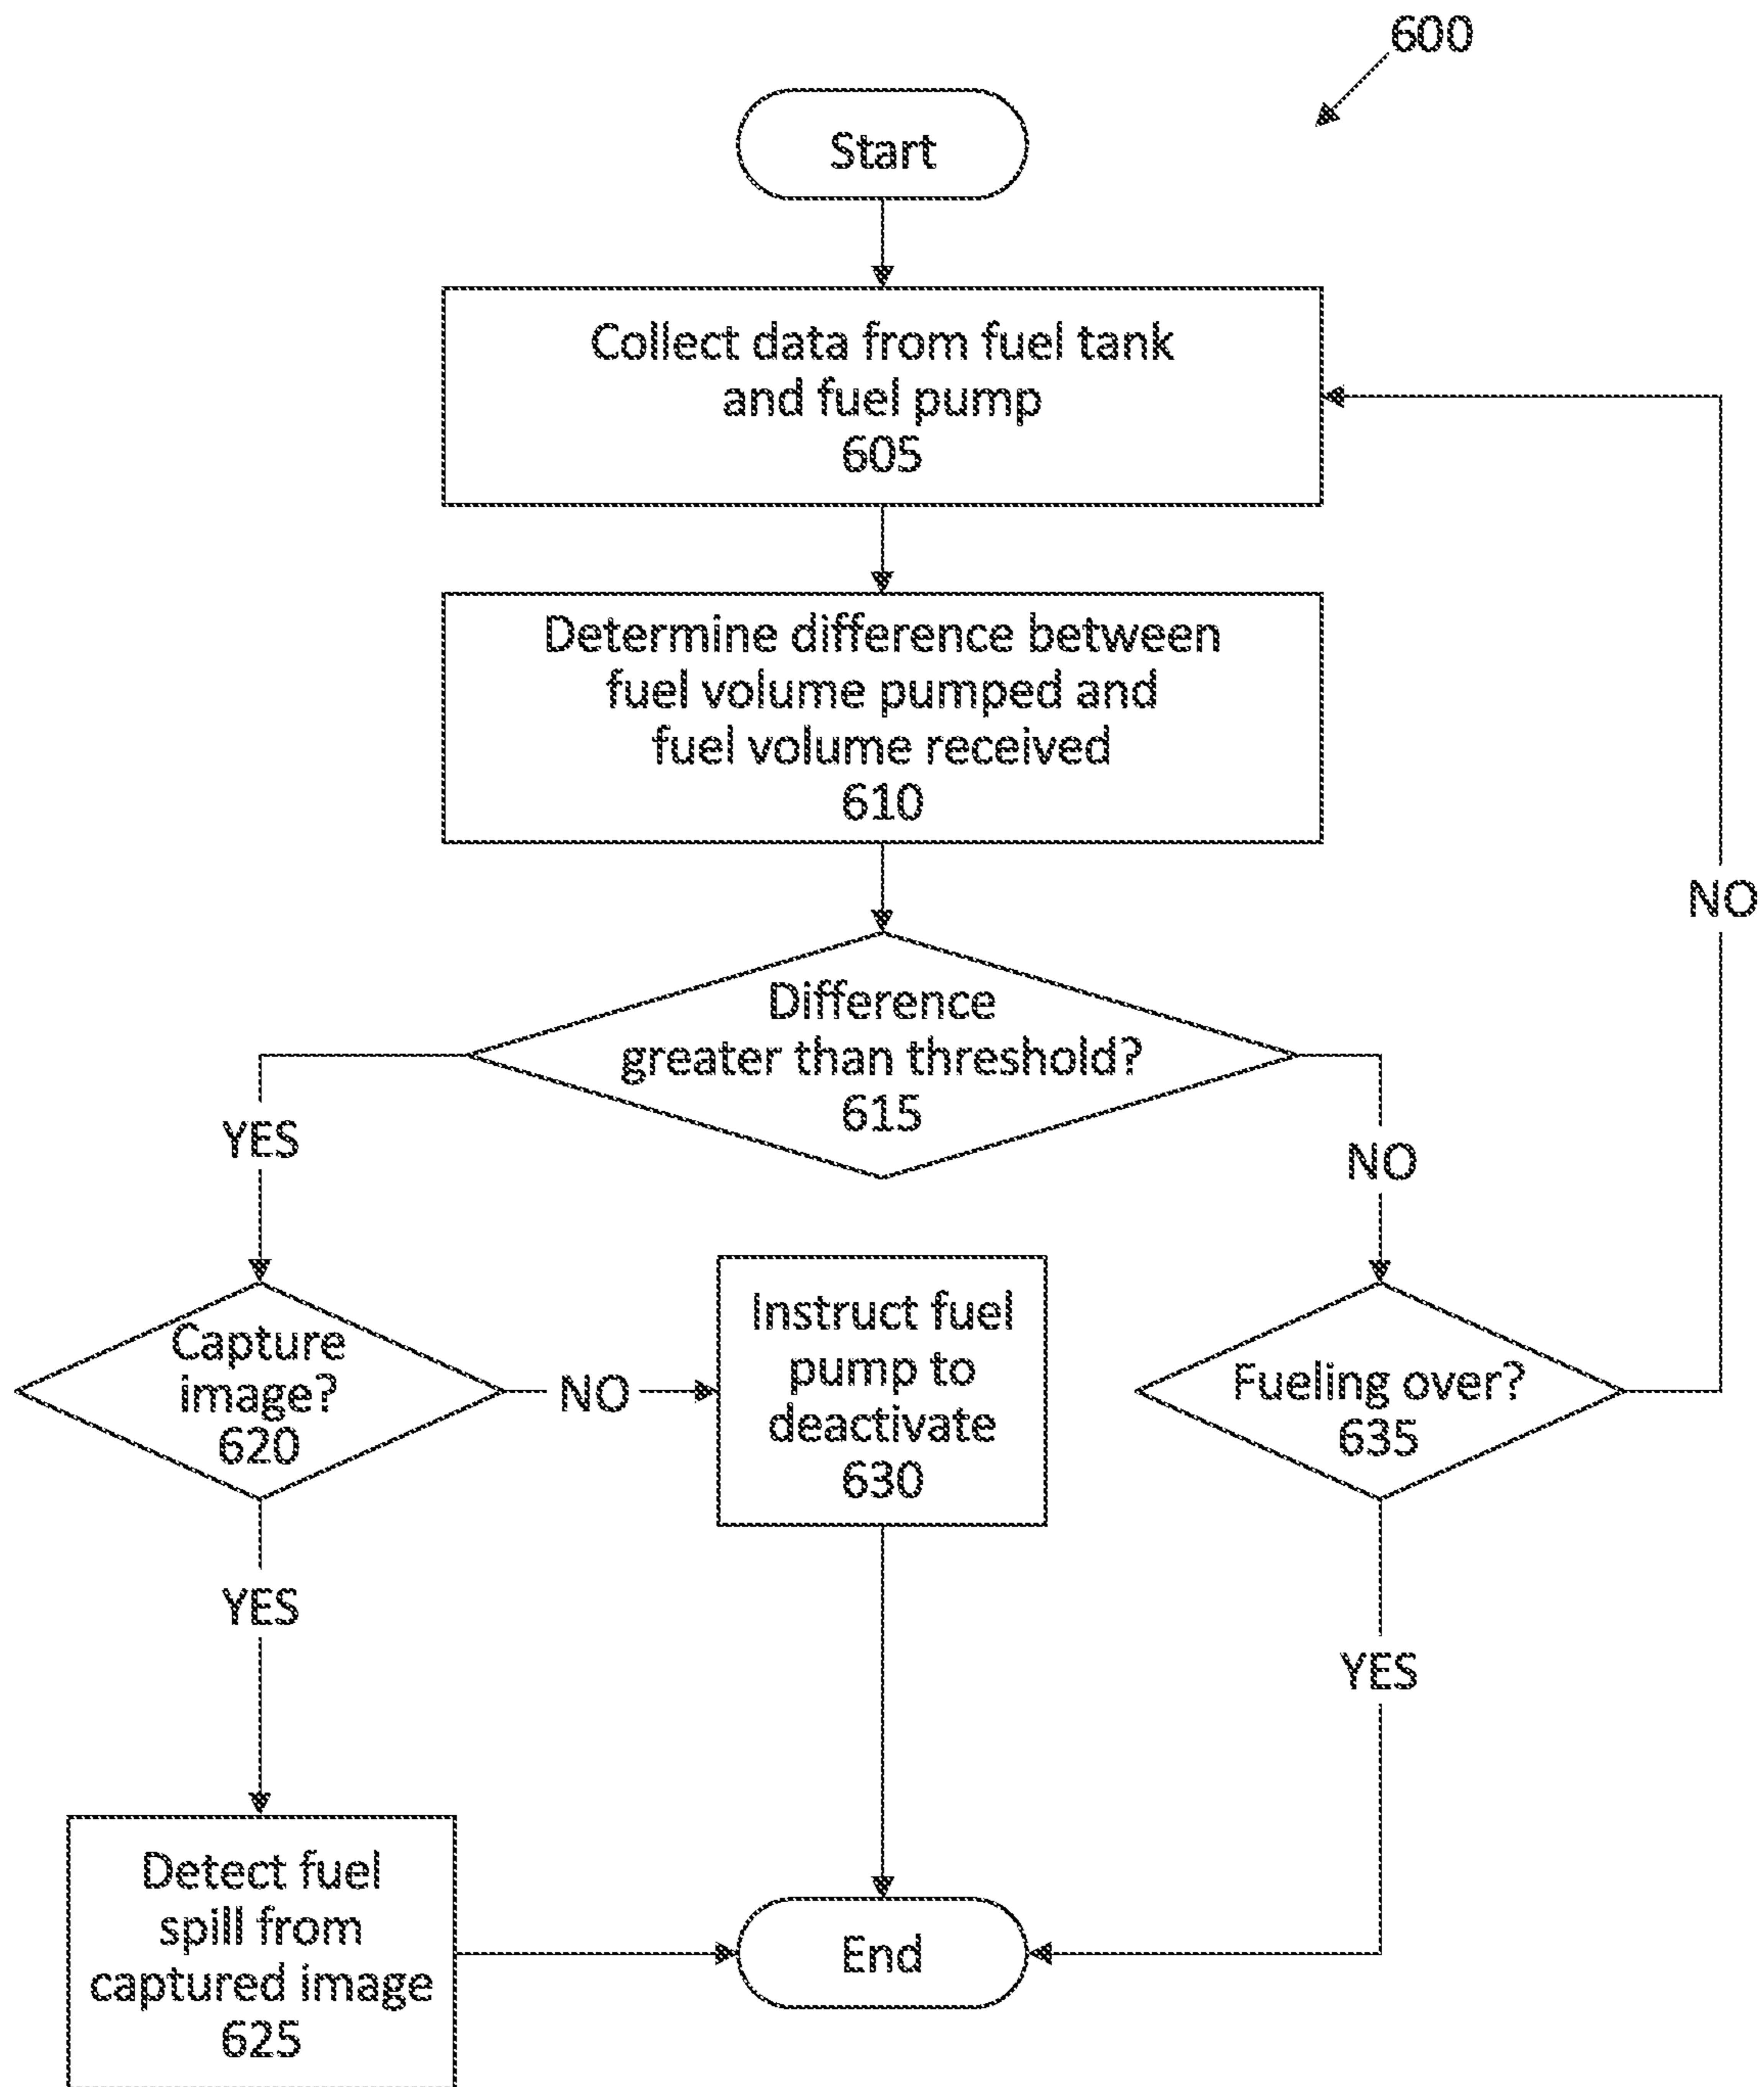 600
Start
Collect data from fuel tank
and fuel pump
605
Determine difference between
fuel volume pumped and
fuel volume received
610
NO
Difference
greater than threshold?
615
YES
NO
Capture
image?
620
NO
Instruct fuel
pump to
deactivate
630
Fueling over?
635
YES
YES
Detect fuel
spill from
captured image
625
End